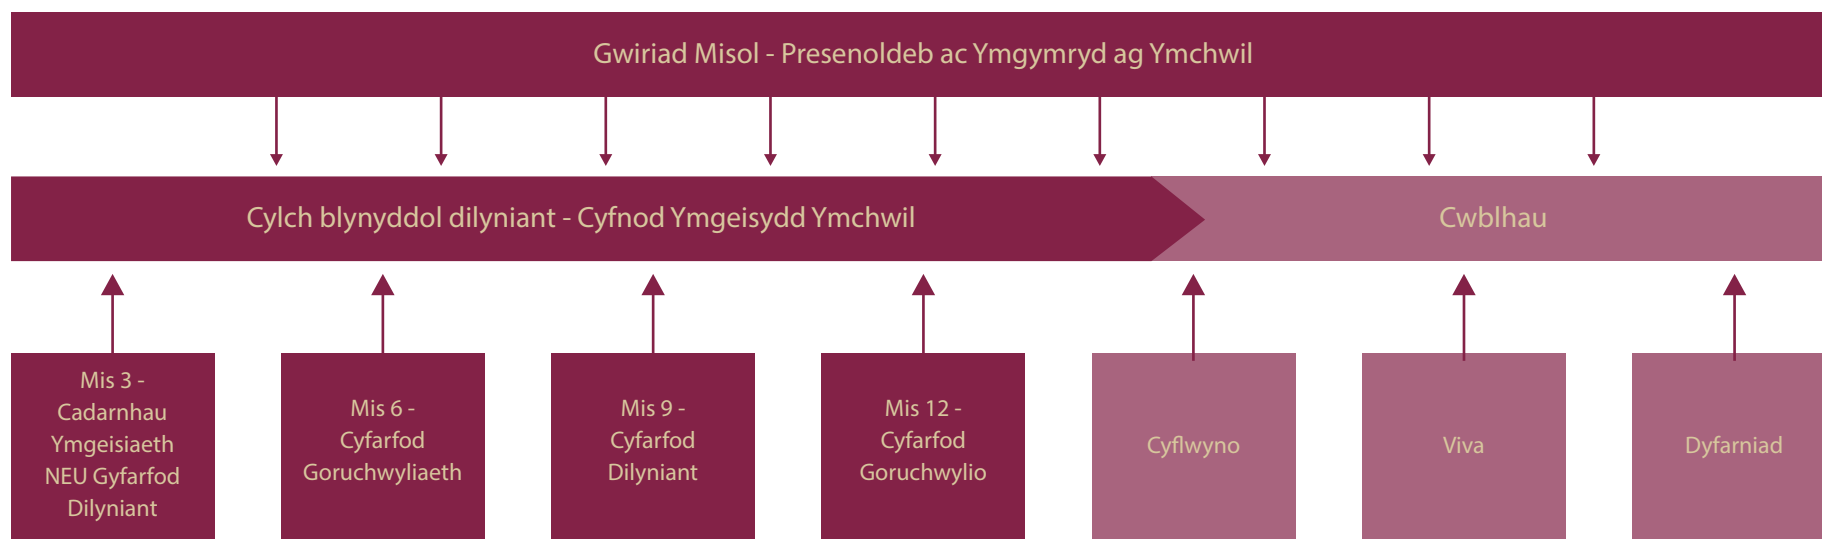 Gwiriad Misol - Presenoldeb ac Ymgymryd ag Ymchwil
Cylch blynyddol dilyniant - Cyfnod Ymgeisydd Ymchwil
Cwblhau
Mis 3 -
Cadarnhau
Ymgeisiaeth
NEU Gyfarfod
Dilyniant
Mis 6 -
Cyfarfod
Goruchwyliaeth
Mis 9 -
Cyfarfod
Dilyniant
Mis 12 -
Cyfarfod
Goruchwylio
Cyflwyno
Viva
Dyfarniad